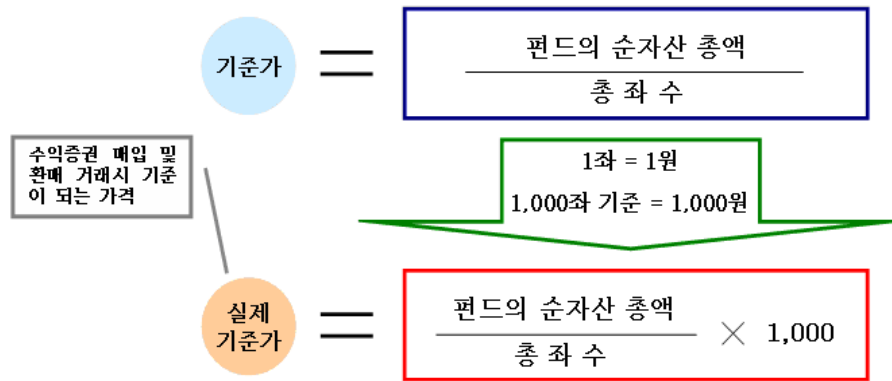 기준가
=
펀드의 순자산 총액
총 좌 수
수익증권 매입 및
환매 거래시 기준
이 되는 가격
1좌 = 1원
1,000좌 기준 = 1,000원
실제
기준가
=
펀드의 순자산 총액
총 좌 수
× 1,000